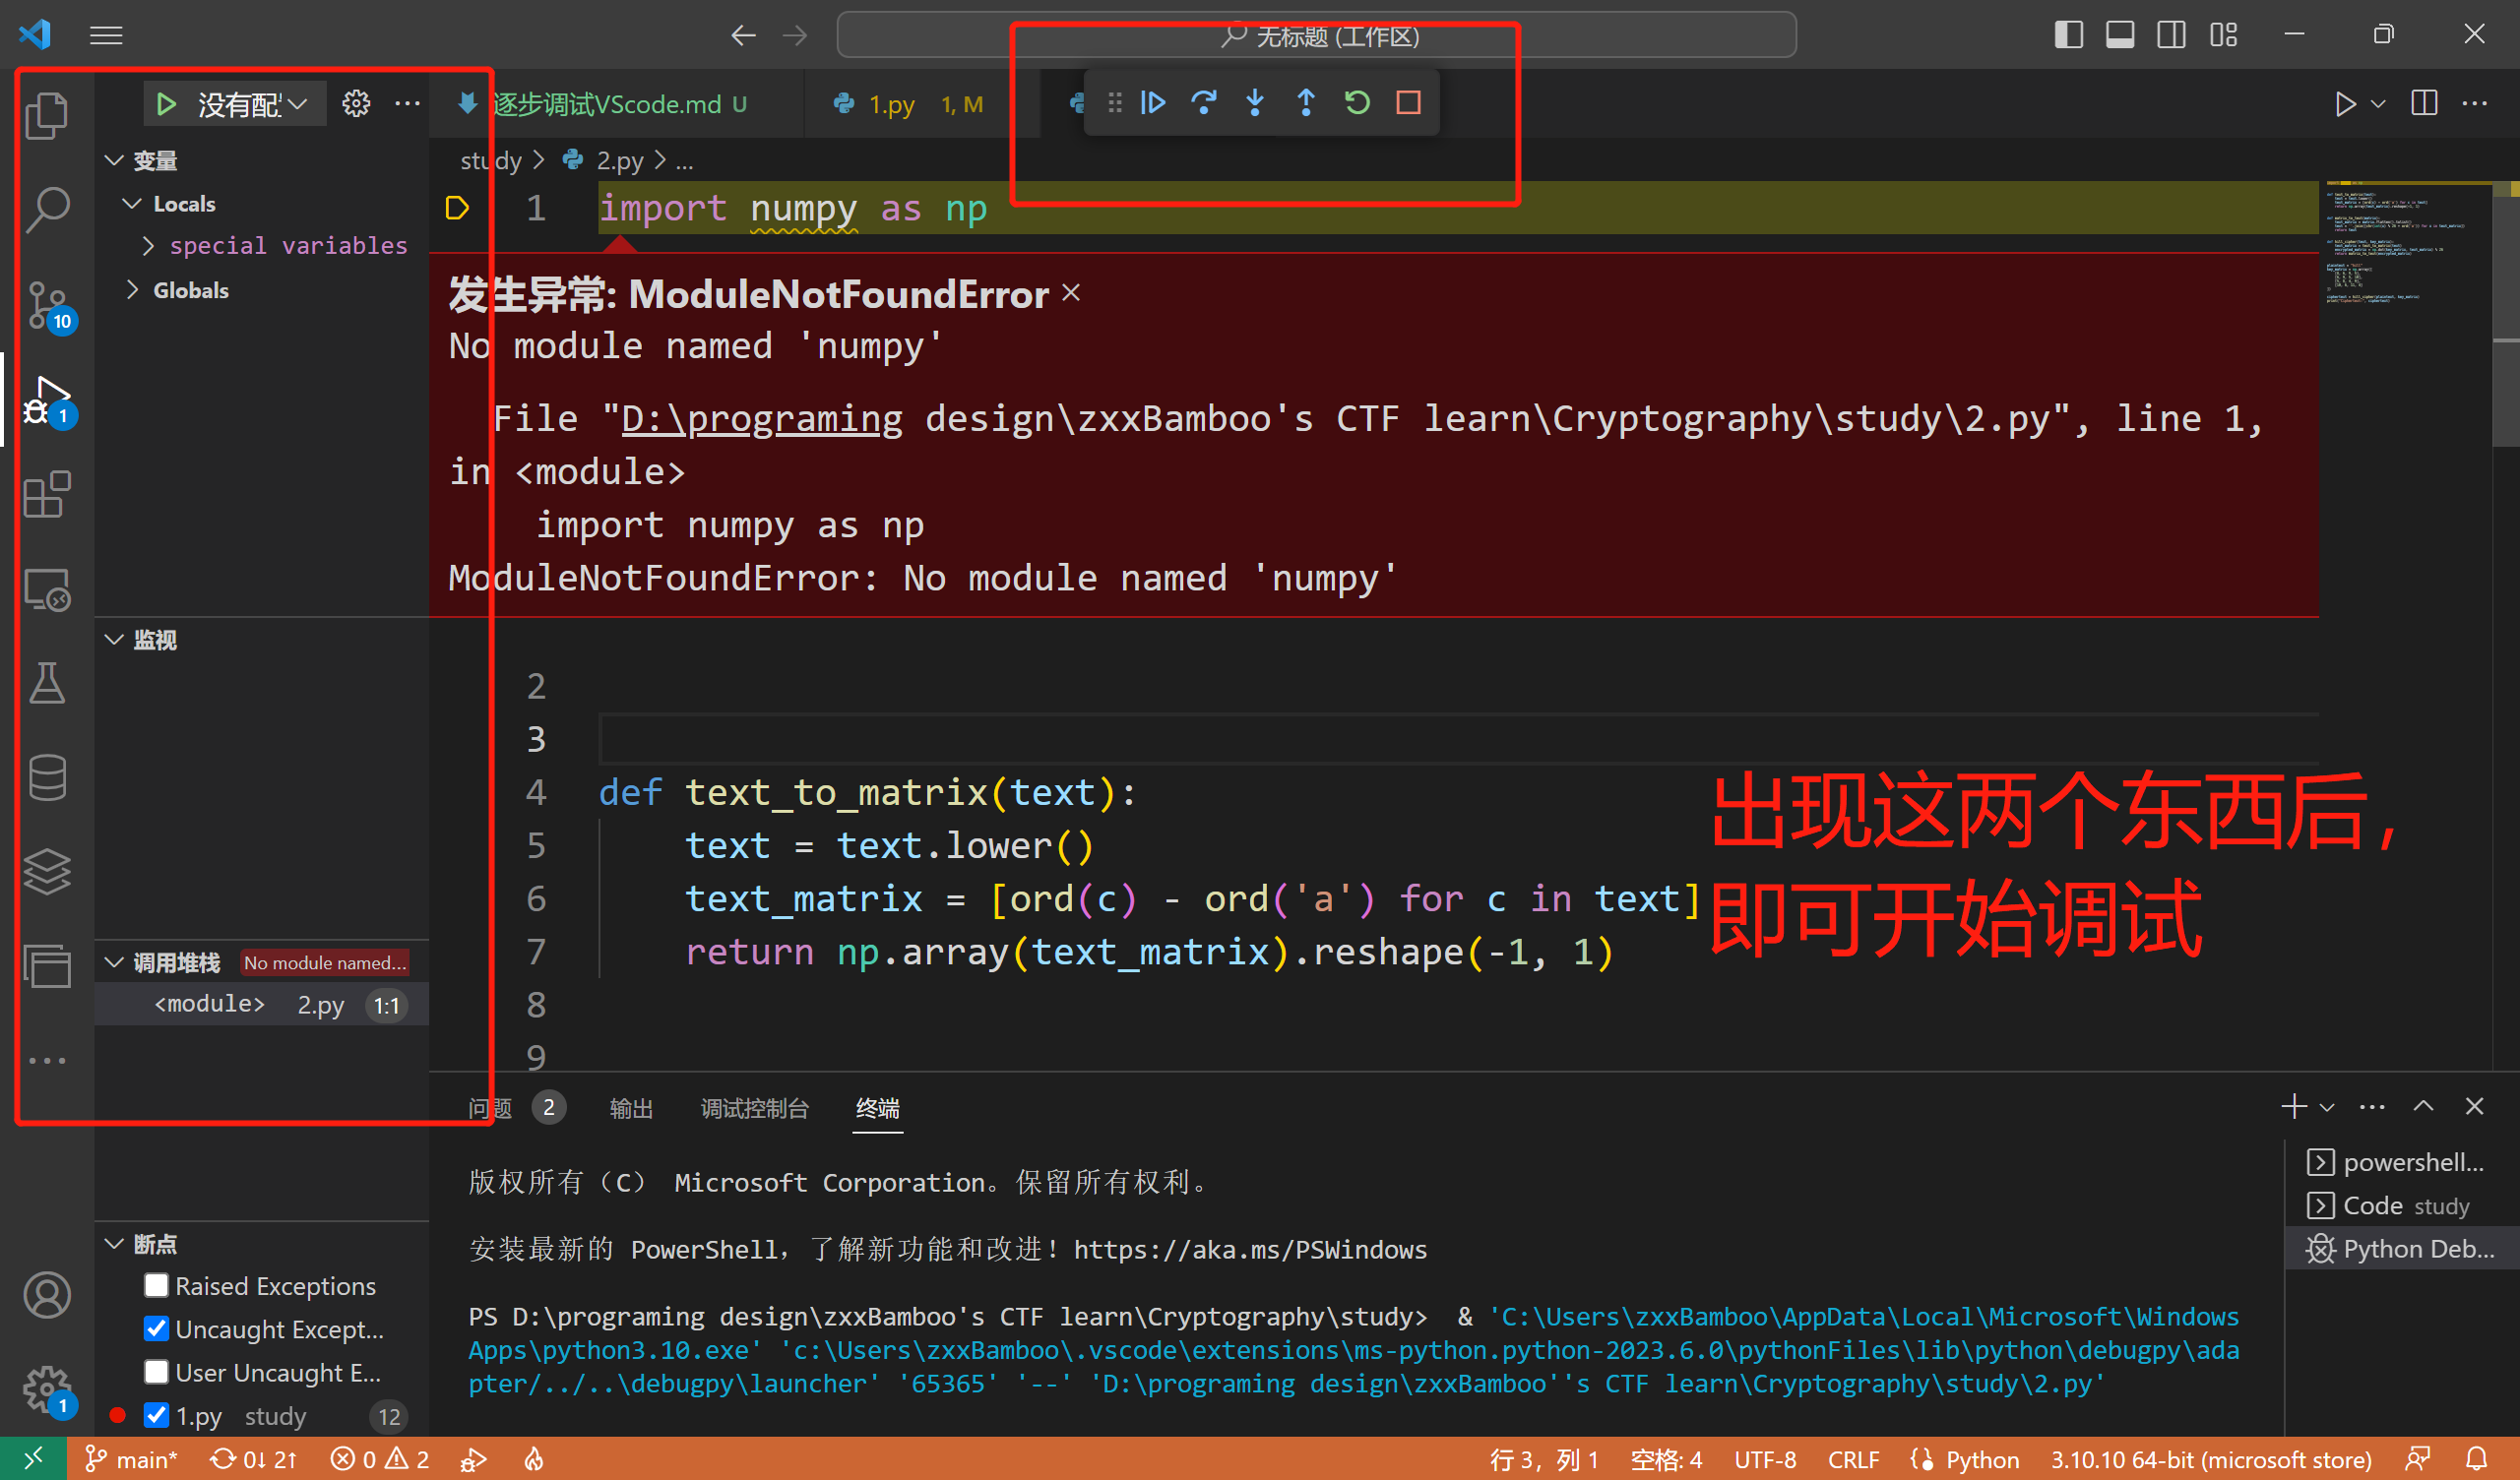 无标题 (工作区)
没有配
逐步调试VScode.md U
1.py 1, M
study > 2.py > ...
变量
Locals
special variables
Globals
10
1
监视
调用堆栈 No module named...
<module> 2.py 1:1
断点
Raised Exceptions
Uncaught Except...
User Uncaught E...
1.py study 12
1
1 import numpy as np
发生异常: ModuleNotFoundError
No module named 'numpy'
File "D:\programing design\zxxBamboo's CTF learn\Cryptography\study\2.py", line 1,
in <module>
import numpy as np
ModuleNotFoundError: No module named 'numpy'
2
3
4 def text_to_matrix(text):
5 text = text.lower()
6 text_matrix = [ord(c) - ord('a') for c in text]
7 return np.array(text_matrix).reshape(-1, 1)
8
9
出现这两个东西后，
即可开始调试
问题 2 输出 调试控制台 终端
版权所有（C） Microsoft Corporation。保留所有权利。
安装最新的 PowerShell，了解新功能和改进！https://aka.ms/PSWindows
PS D:\programing design\zxxBamboo's CTF learn\Cryptography\study> & 'C:\Users\zxxBamboo\AppData\Local\Microsoft\Windows
Apps\python3.10.exe' 'c:\Users\zxxBamboo\.vscode\extensions\ms-python.python-2023.6.0\pythonFiles\lib\python\debugpy\ada
pter/../..\debugpy\launcher' '65365' '--' 'D:\programing design\zxxBamboo''s CTF learn\Cryptography\study\2.py'
powershell...
Code study
Python Deb...
main* 0↓ 2↑ 0 2 行 3，列 1 空格: 4 UTF-8 CRLF Python 3.10.10 64-bit (microsoft store)